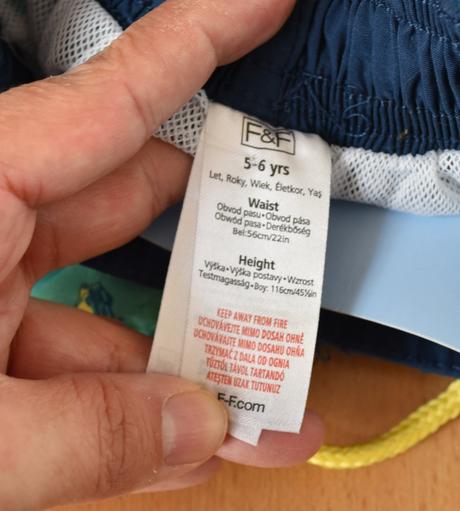 F&F
5-6 yrs
Let, Roky, Wiek, Életkor, Yaş
Waist
Obvod pasu•Obvod pása
Obwód pasa•Derékbőség
Bel:56cm/22in
Height
Výška•Výška postavy•Wzrost
Testmagasság•Boy: 116cm/45½in
KEEP AWAY FROM FIRE
UCHOVÁVEJTE MIMO DOSAH OHNĚ
UCHOVÁVAJTE MIMO DOSAHU OHŇA
TRZYMAĆ Z DALA OD OGNIA
TŰZTŐL TÁVOL TARTANDÓ
ATEŞTEN UZAK TUTUNUZ
F-F.com